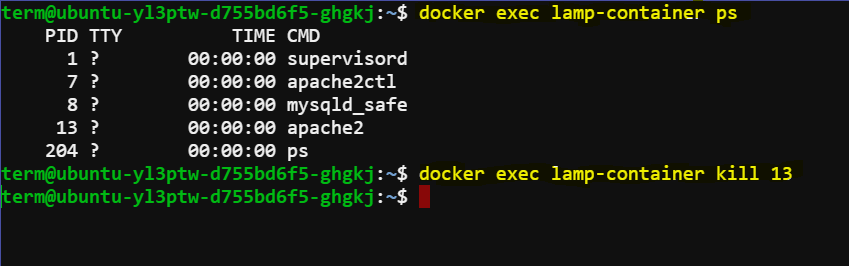 term@ubuntu-yl3ptw-d755bd6f5-ghgkj:~$ docker exec lamp-container ps
    PID TTY          TIME CMD
      1 ?        00:00:00 supervisord
      7 ?        00:00:00 apache2ctl
      8 ?        00:00:00 mysqld_safe
     13 ?        00:00:00 apache2
    204 ?        00:00:00 ps
term@ubuntu-yl3ptw-d755bd6f5-ghgkj:~$ docker exec lamp-container kill 13
term@ubuntu-yl3ptw-d755bd6f5-ghgkj:~$